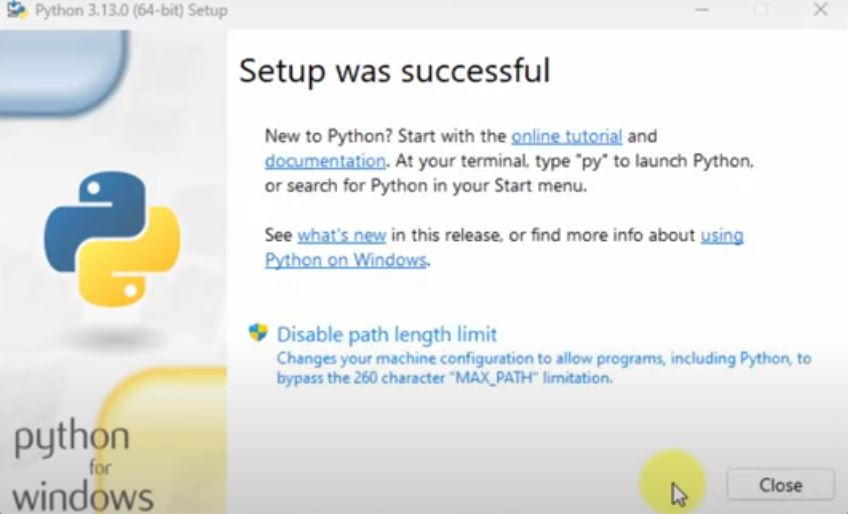 Python 3.13.0 (64-bit) Setup
Setup was successful
New to Python? Start with the online tutorial and
documentation. At your terminal, type "py" to launch Python,
or search for Python in your Start menu.
See what's new in this release, or find more info about using
Python on Windows.
Disable path length limit
Changes your machine configuration to allow programs, including Python, to
bypass the 260 character "MAX_PATH" limitation.
python
for
windows
Close